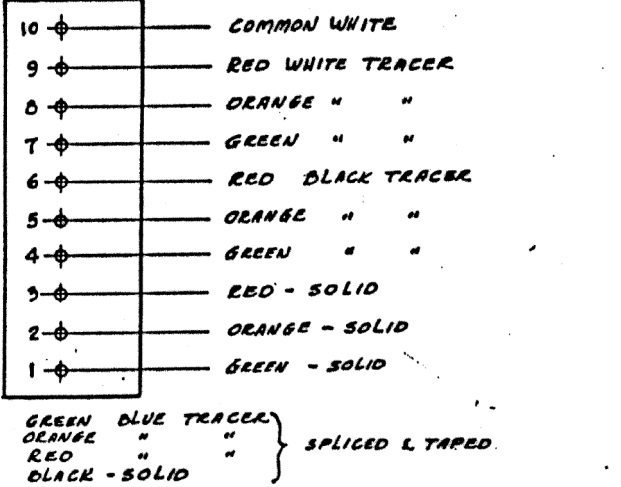 10 COMMON WHITE
9 RED WHITE TRACER
8 ORANGE " "
7 GREEN " "
6 RED BLACK TRACER
5 ORANGE " "
4 GREEN " "
3 RED - SOLID
2 ORANGE - SOLID
1 GREEN - SOLID
GREEN BLUE TRACER
ORANGE " "
RED " "
BLACK - SOLID
SPLICED & TAPED